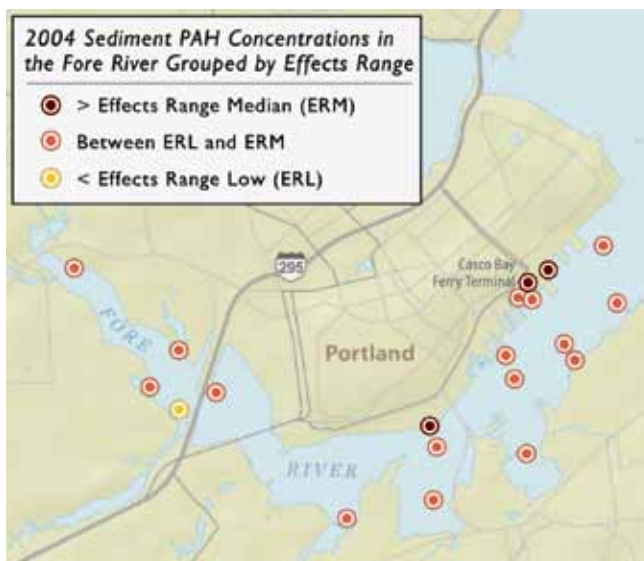 2004 Sediment PAH Concentrations in
the Fore River Grouped by Effects Range
> Effects Range Median (ERM)
Between ERL and ERM
< Effects Range Low (ERL)
295
Casco Bay
Ferry Terminal
FORE
Portland
RIVER